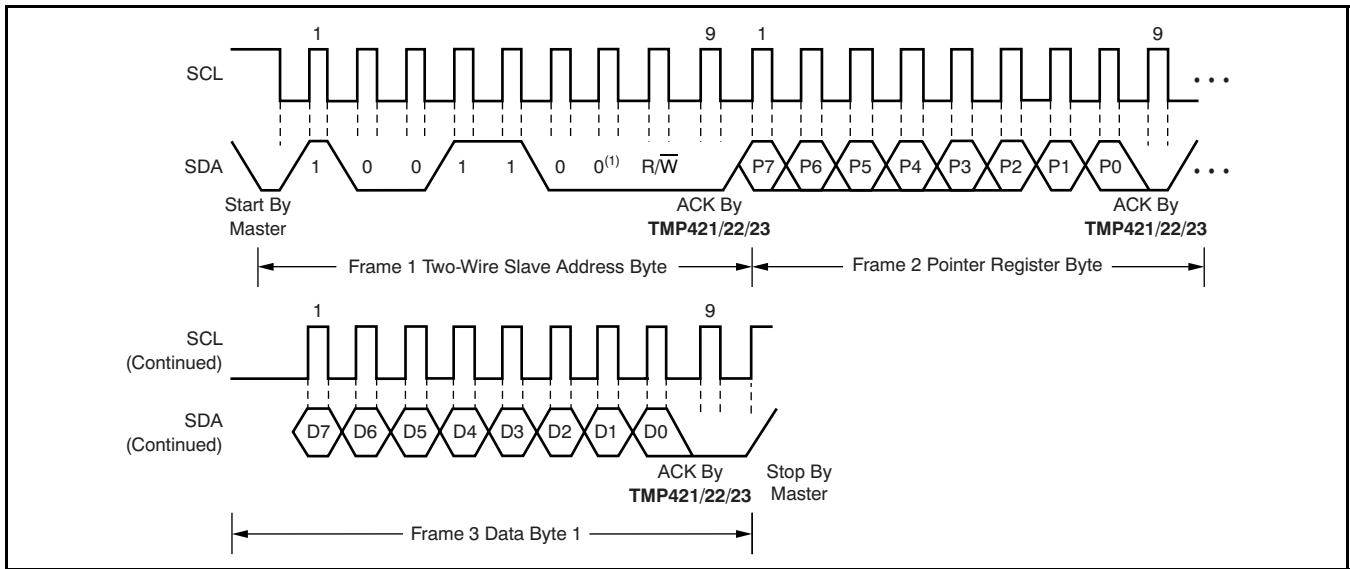 1 9 1 9
SCL
SDA 1 0 0 1 1 0 0(1) R/W̅ P7 P6 P5 P4 P3 P2 P1 P0
Start By Master
ACK By TMP421/22/23
ACK By TMP421/22/23
Frame 1 Two-Wire Slave Address Byte Frame 2 Pointer Register Byte
1 9
SCL (Continued)
SDA (Continued) D7 D6 D5 D4 D3 D2 D1 D0
ACK By TMP421/22/23
Stop By Master
Frame 3 Data Byte 1